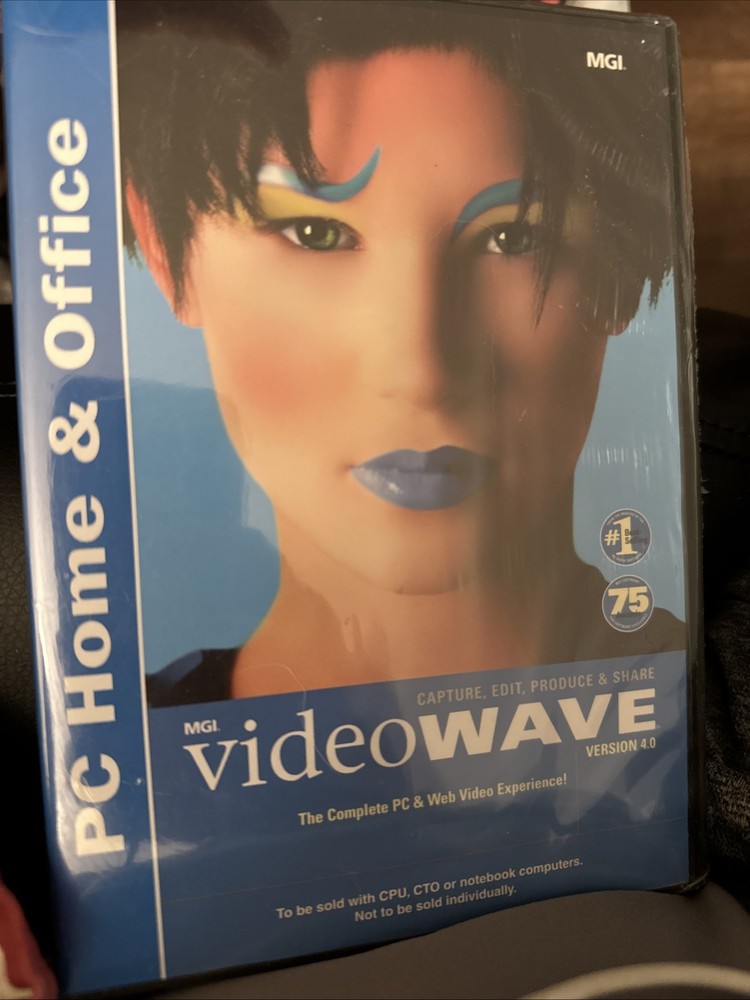 PC Home & Office
MGI.
#1
Best
75
CAPTURE, EDIT, PRODUCE & SHARE
MGI.
videoWAVE
VERSION 4.0
The Complete PC & Web Video Experience!
To be sold with CPU, CTO or notebook computers.
Not to be sold individually.